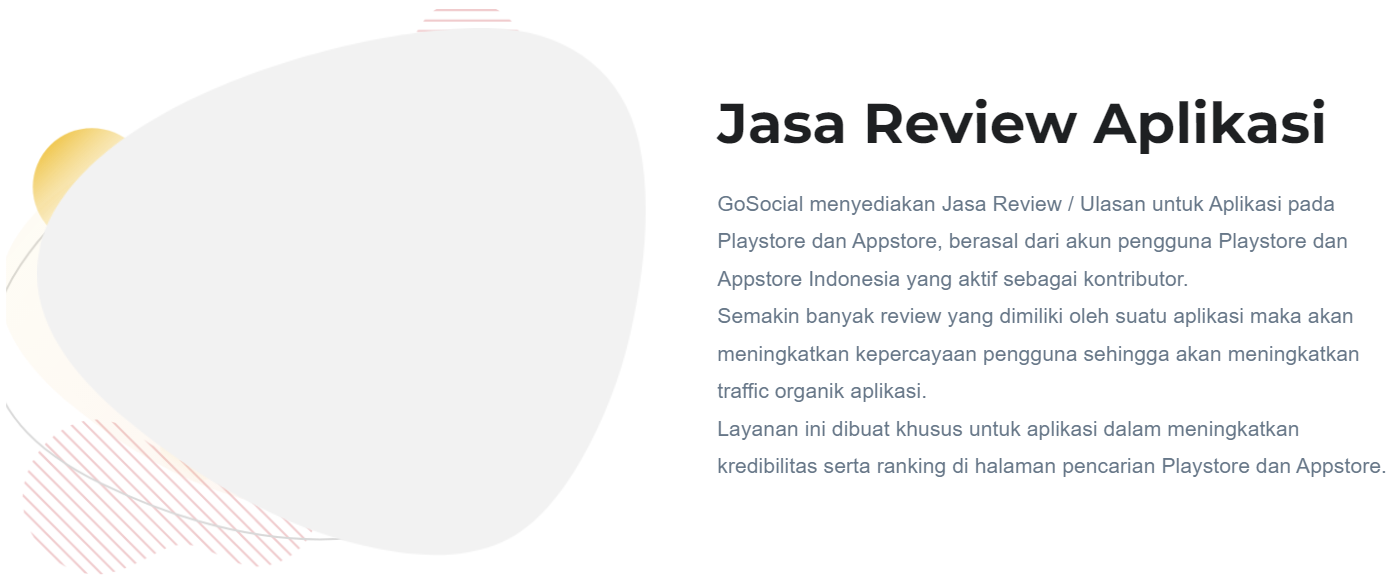 Jasa Review Aplikasi
GoSocial menyediakan Jasa Review / Ulasan untuk Aplikasi pada
Playstore dan Appstore, berasal dari akun pengguna Playstore dan
Appstore Indonesia yang aktif sebagai kontributor.
Semakin banyak review yang dimiliki oleh suatu aplikasi maka akan
meningkatkan kepercayaan pengguna sehingga akan meningkatkan
traffic organik aplikasi.
Layanan ini dibuat khusus untuk aplikasi dalam meningkatkan
kredibilitas serta ranking di halaman pencarian Playstore dan Appstore.